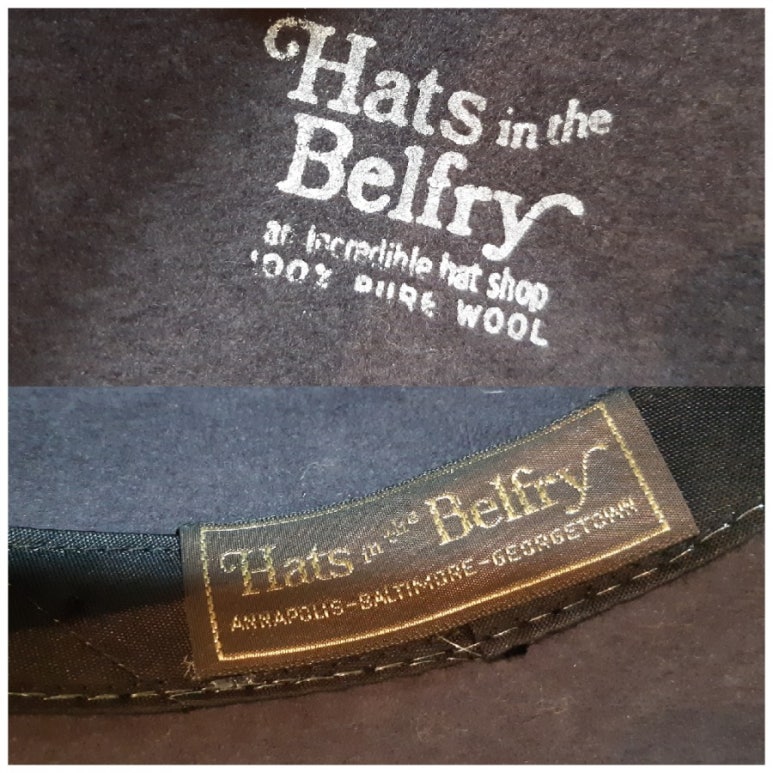 Hats in the
Belfry
an incredible hat shop
100% PURE WOOL
Hats in the Belfry
ANNAPOLIS-BALTIMORE-GEORGETOWN